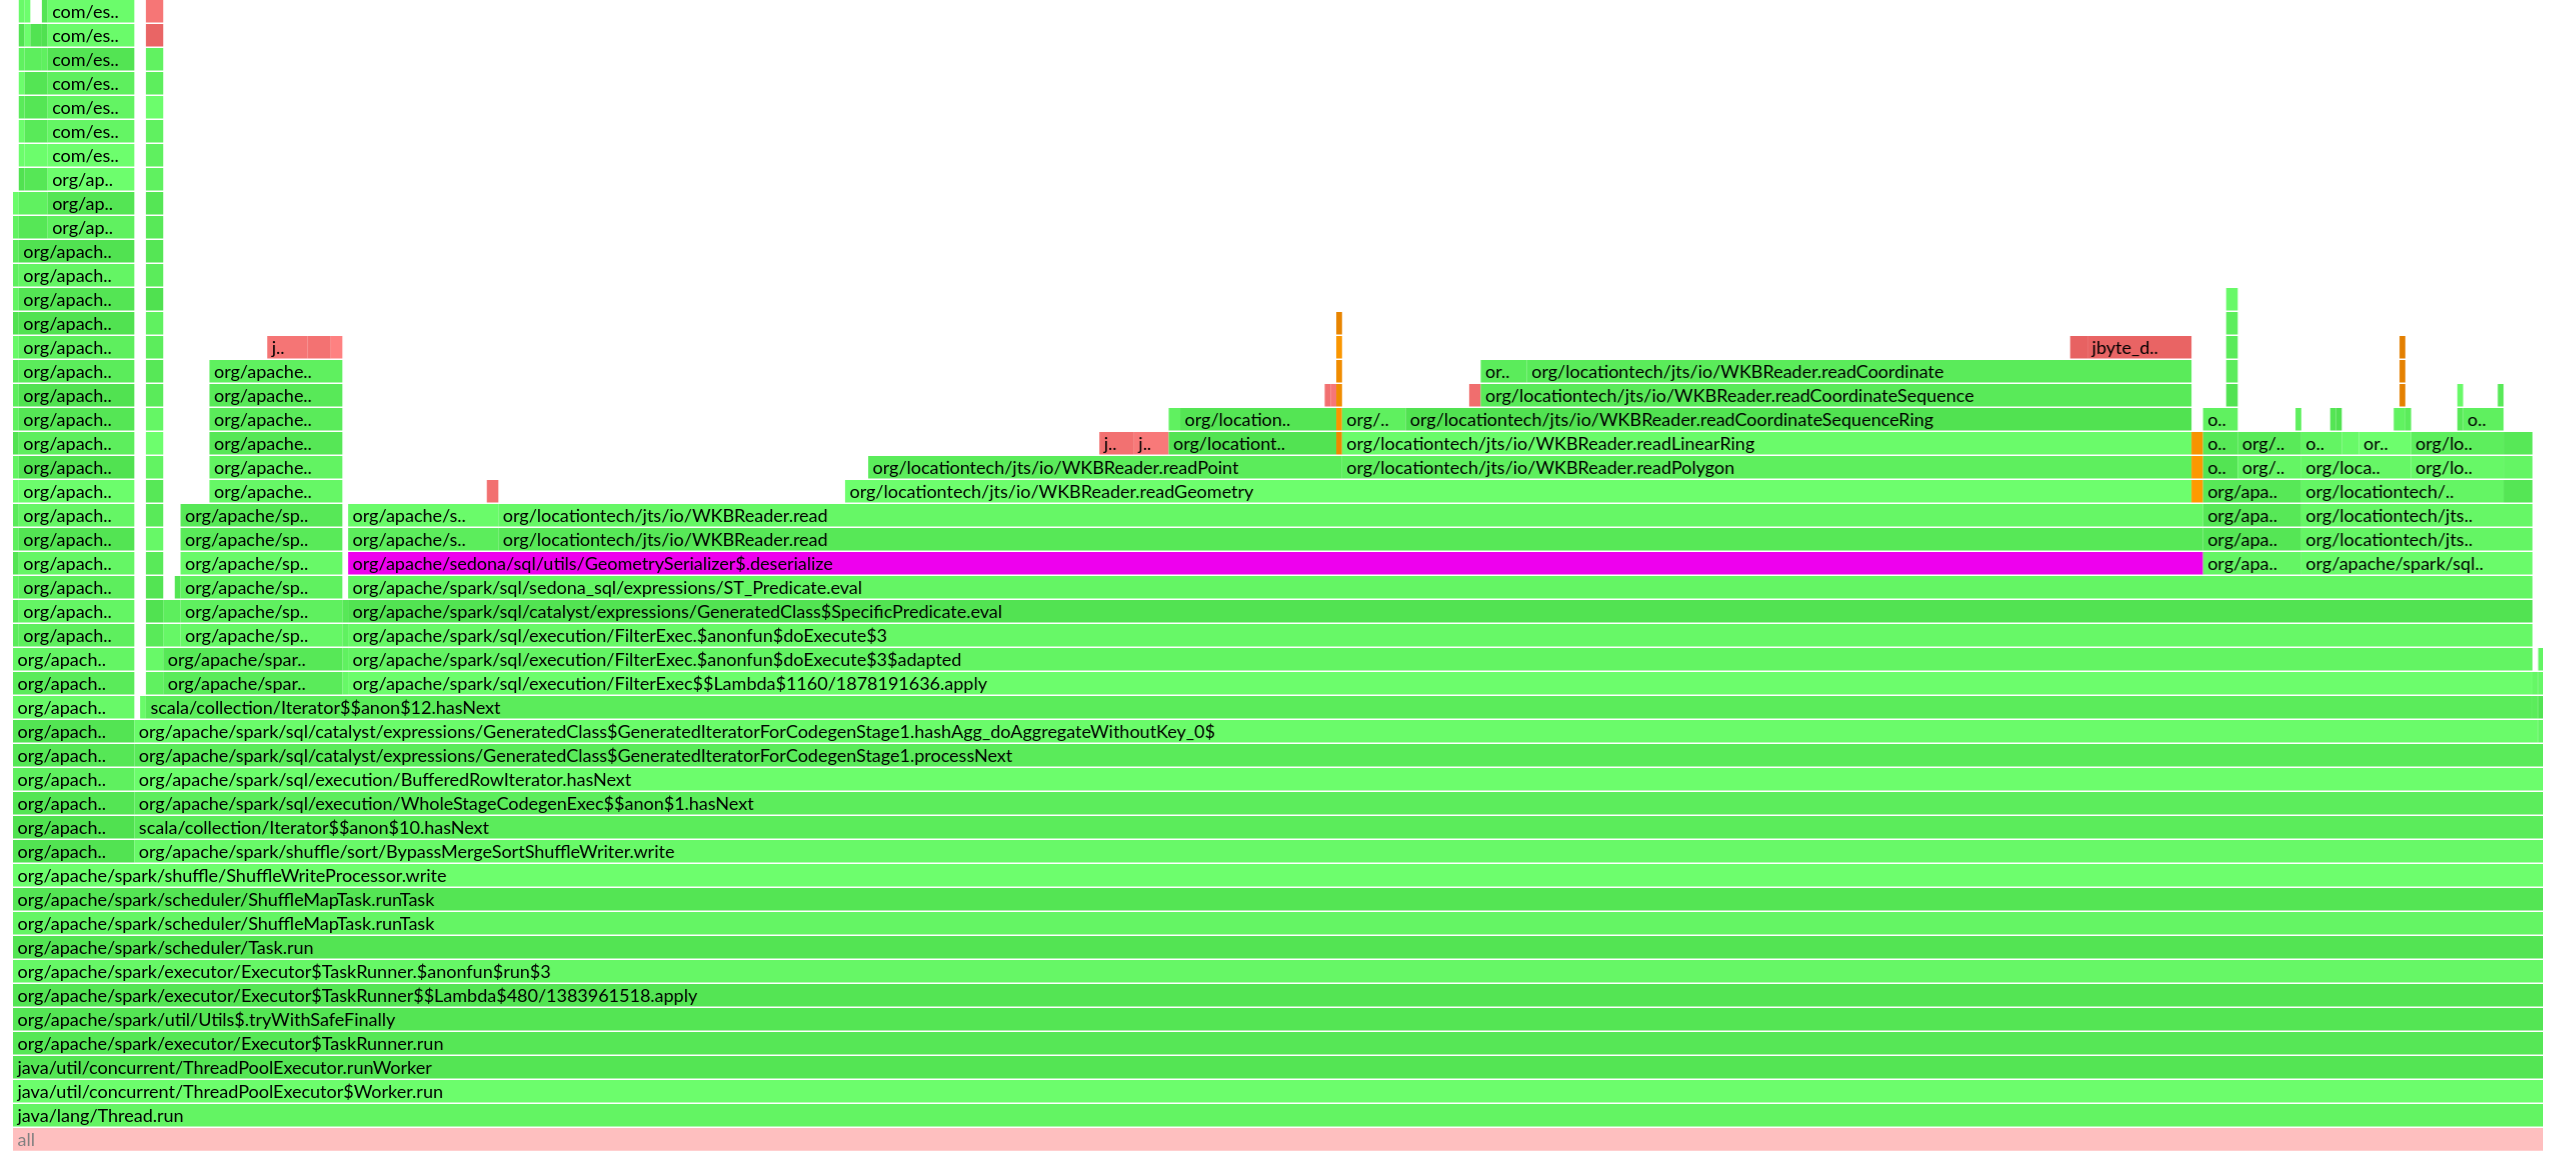 com/es..
com/es..
com/es..
com/es..
com/es..
com/es..
com/es..
org/ap..
org/ap..
org/ap..
org/apach..
org/apach..
org/apach..
org/apach..
org/apach.. j.. jbyte_d..
org/apach.. org/apache.. or.. org/locationtech/jts/io/WKBReader.readCoordinate
org/apach.. org/apache.. org/locationtech/jts/io/WKBReader.readCoordinateSequence
org/apach.. org/apache.. org/location.. org/.. org/locationtech/jts/io/WKBReader.readCoordinateSequenceRing o.. o..
org/apach.. org/apache.. j.. j.. org/locationt.. org/locationtech/jts/io/WKBReader.readLinearRing o.. org/.. o.. or.. org/lo..
org/apach.. org/apache.. org/locationtech/jts/io/WKBReader.readPoint org/locationtech/jts/io/WKBReader.readPolygon o.. org/.. org/loca.. org/lo..
org/apach.. org/apache.. org/locationtech/jts/io/WKBReader.readGeometry org/apa.. org/locationtech/..
org/apach.. org/apache/sp.. org/apache/s.. org/locationtech/jts/io/WKBReader.read org/apa.. org/locationtech/jts..
org/apach.. org/apache/sp.. org/apache/s.. org/locationtech/jts/io/WKBReader.read org/apa.. org/locationtech/jts..
org/apach.. org/apache/sp.. org/apache/sedona/sql/utils/GeometrySerializer$.deserialize org/apa.. org/apache/spark/sql..
org/apach.. org/apache/sp.. org/apache/spark/sql/sedona_sql/expressions/ST_Predicate.eval
org/apach.. org/apache/sp.. org/apache/spark/sql/catalyst/expressions/GeneratedClass$SpecificPredicate.eval
org/apach.. org/apache/sp.. org/apache/spark/sql/execution/FilterExec.$anonfun$doExecute$3
org/apach.. org/apache/spar.. org/apache/spark/sql/execution/FilterExec.$anonfun$doExecute$3$adapted
org/apach.. org/apache/spar.. org/apache/spark/sql/execution/FilterExec$$Lambda$1160/1878191636.apply
org/apach.. scala/collection/Iterator$$anon$12.hasNext
org/apach.. org/apache/spark/sql/catalyst/expressions/GeneratedClass$GeneratedIteratorForCodegenStage1.hashAgg_doAggregateWithoutKey_0$
org/apach.. org/apache/spark/sql/catalyst/expressions/GeneratedClass$GeneratedIteratorForCodegenStage1.processNext
org/apach.. org/apache/spark/sql/execution/BufferedRowIterator.hasNext
org/apach.. org/apache/spark/sql/execution/WholeStageCodegenExec$$anon$1.hasNext
org/apach.. scala/collection/Iterator$$anon$10.hasNext
org/apach.. org/apache/spark/shuffle/sort/BypassMergeSortShuffleWriter.write
org/apache/spark/shuffle/ShuffleWriteProcessor.write
org/apache/spark/scheduler/ShuffleMapTask.runTask
org/apache/spark/scheduler/ShuffleMapTask.runTask
org/apache/spark/scheduler/Task.run
org/apache/spark/executor/Executor$TaskRunner.$anonfun$run$3
org/apache/spark/executor/Executor$TaskRunner$$Lambda$480/1383961518.apply
org/apache/spark/util/Utils$.tryWithSafeFinally
org/apache/spark/executor/Executor$TaskRunner.run
java/util/concurrent/ThreadPoolExecutor.runWorker
java/util/concurrent/ThreadPoolExecutor$Worker.run
java/lang/Thread.run
all